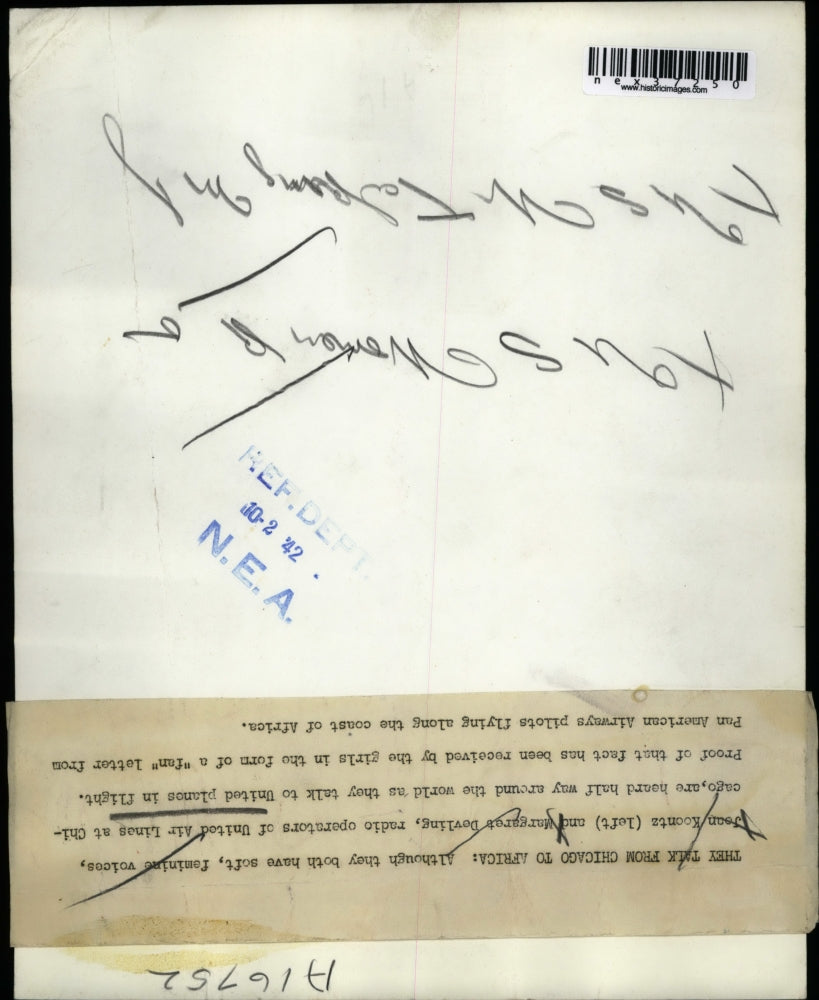 nex37250
www.historicimages.com
U S Women
REF. DEPT.
10-2 '42
N.E.A.
A16752
THEY TALK FROM CHICAGO TO AFRICA: Although they both have soft, feminine voices,
Joan Koontz (left) and Margaret Devling, radio operators of United Air Lines at Chi-
cago,are heard half way around the world as they talk to United planes in flight.
Proof of that fact has been received by the girls in the form of a "fan" letter from
Pan American Airways pilots flying along the coast of Africa.